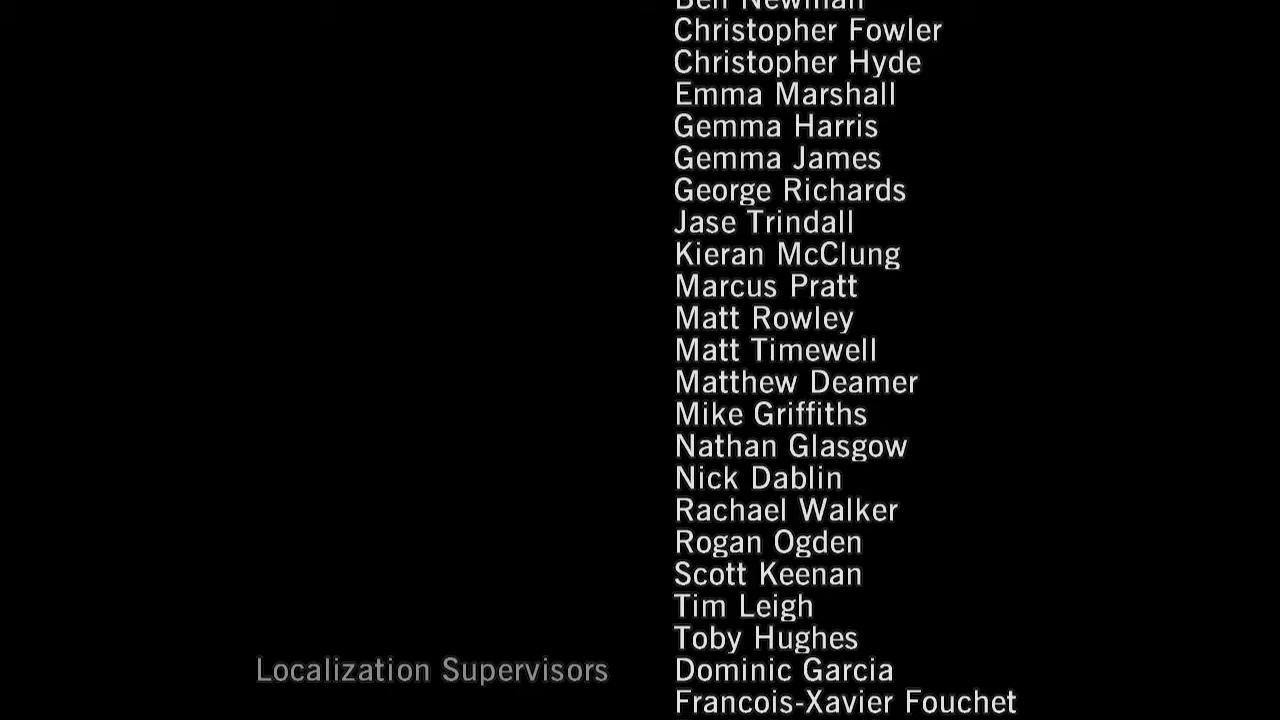 Ben Newman
Christopher Fowler
Christopher Hyde
Emma Marshall
Gemma Harris
Gemma James
George Richards
Jase Trindall
Kieran McClung
Marcus Pratt
Matt Rowley
Matt Timewell
Matthew Deamer
Mike Griffiths
Nathan Glasgow
Nick Dablin
Rachael Walker
Rogan Ogden
Scott Keenan
Tim Leigh
Toby Hughes
Localization Supervisors Dominic Garcia
Francois-Xavier Fouchet